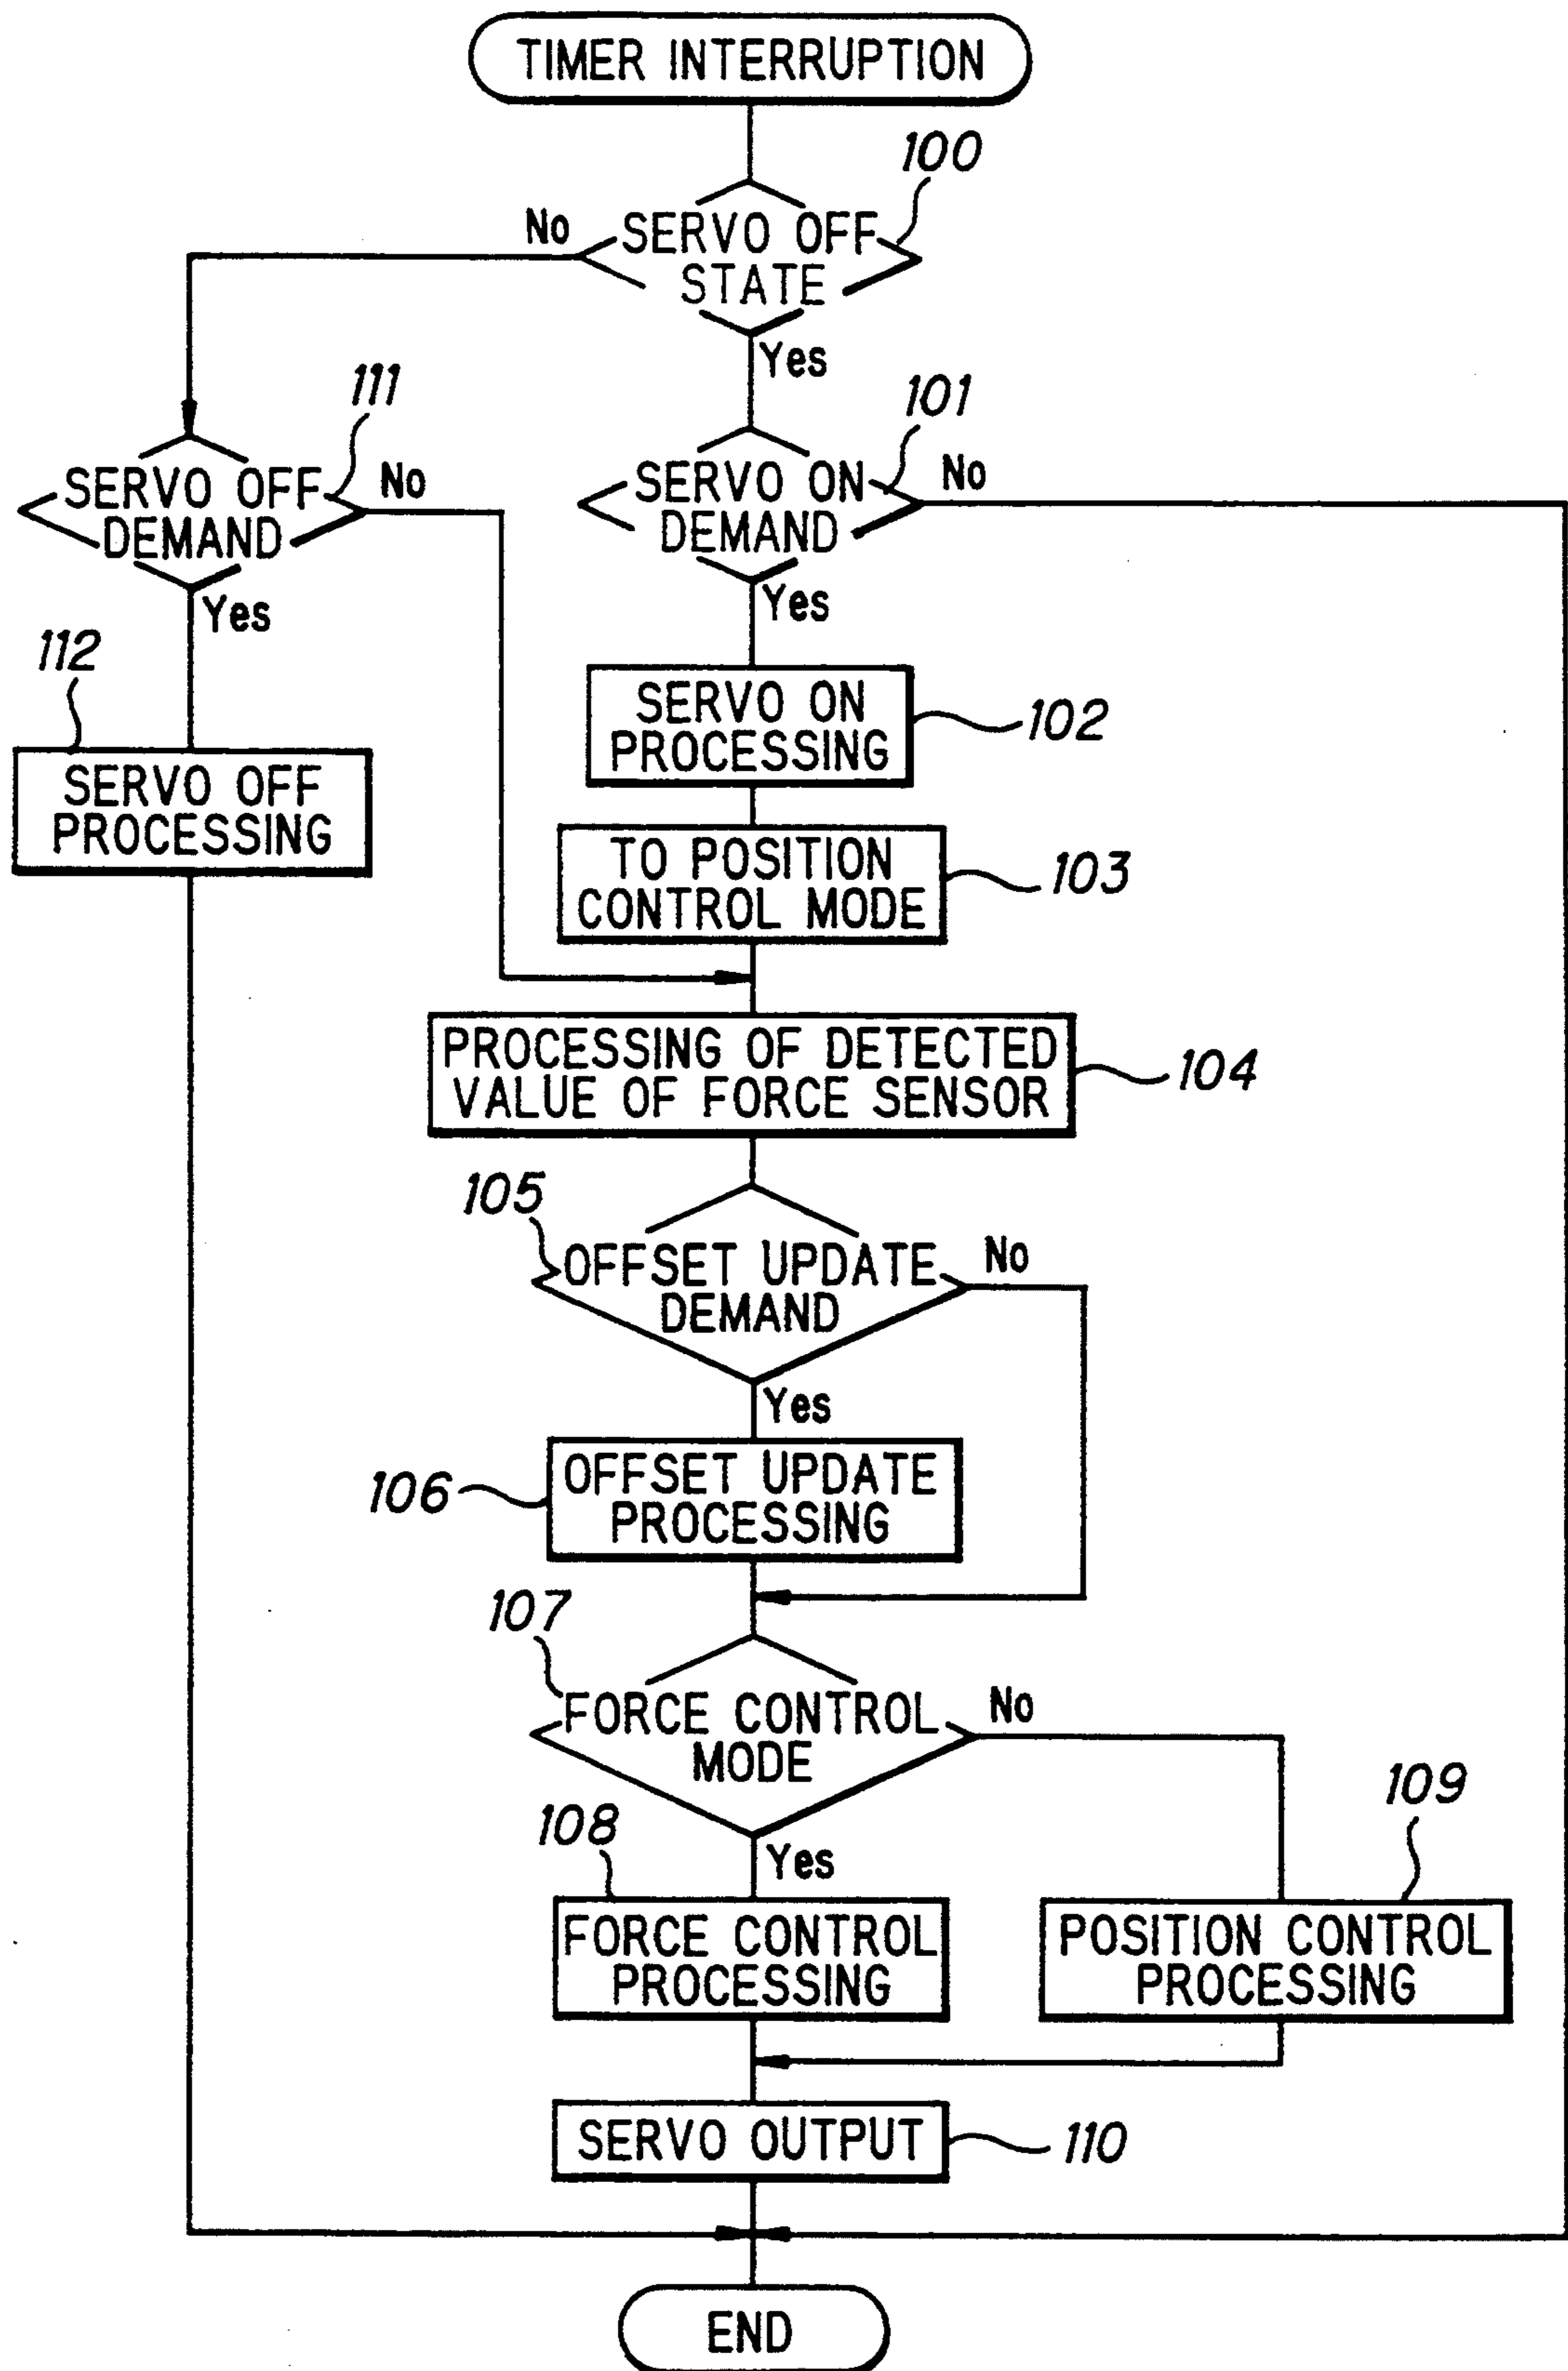 TIMER INTERRUPTION
100
No
SERVO OFF
STATE
Yes
111
SERVO OFF
DEMAND
No
Yes
101
SERVO ON
DEMAND
No
Yes
112
SERVO OFF
PROCESSING
SERVO ON
PROCESSING
102
TO POSITION
CONTROL MODE
103
PROCESSING OF DETECTED
VALUE OF FORCE SENSOR
104
105
OFFSET UPDATE
DEMAND
No
Yes
106
OFFSET UPDATE
PROCESSING
107
FORCE CONTROL
MODE
No
Yes
108
FORCE CONTROL
PROCESSING
109
POSITION CONTROL
PROCESSING
SERVO OUTPUT
110
END